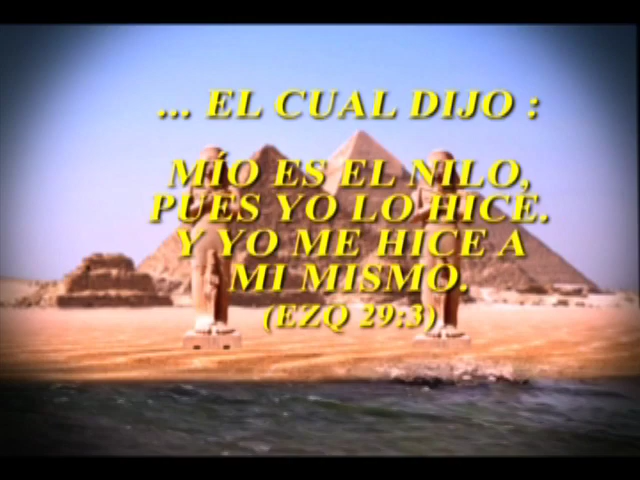 ... EL CUAL DIJO :
MÍO ES EL NILO,
PUES YO LO HICE.
Y YO ME HICE A
MI MISMO.
(EZQ 29:3)